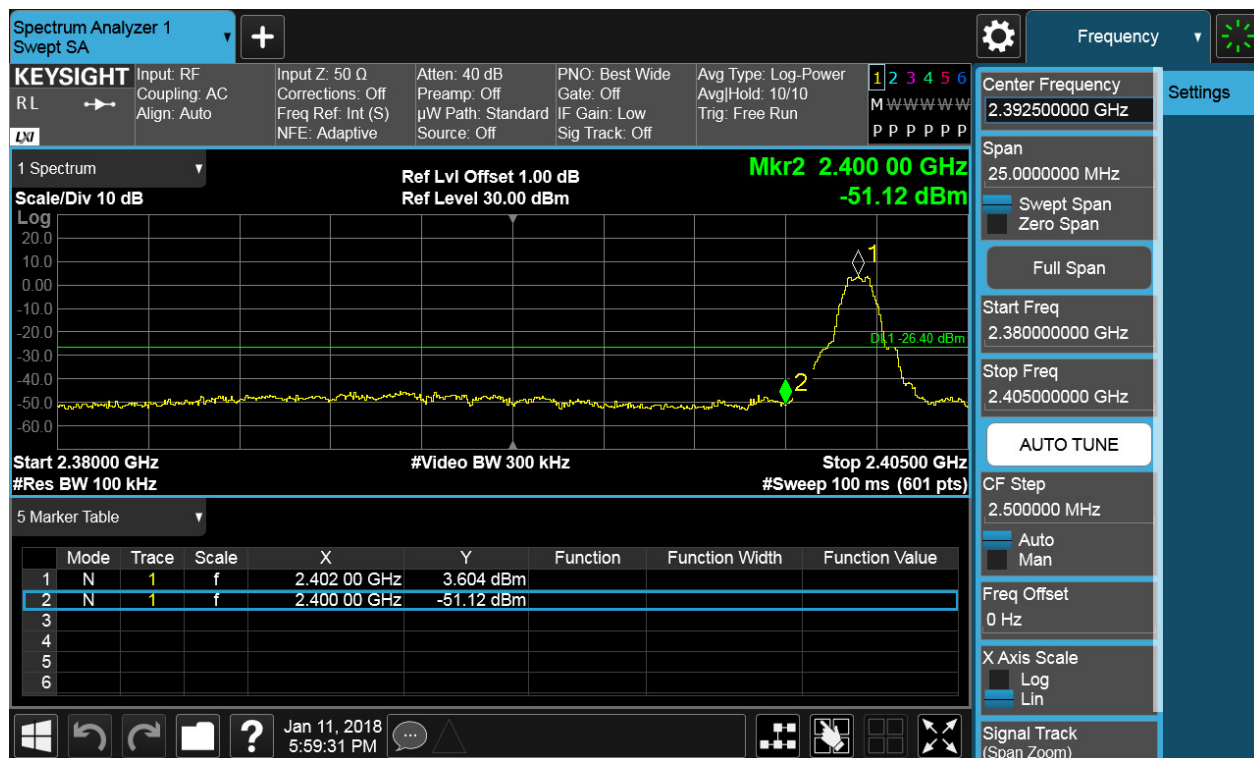 Spectrum Analyzer 1
Swept SA
Frequency
KEYSIGHT
R L
LXI
Input: RF
Coupling: AC
Align: Auto
Input Z: 50 Ω
Corrections: Off
Freq Ref: Int (S)
NFE: Adaptive
Atten: 40 dB
Preamp: Off
µW Path: Standard
Source: Off
PNO: Best Wide
Gate: Off
IF Gain: Low
Sig Track: Off
Avg Type: Log-Power
Avg|Hold: 10/10
Trig: Free Run
1 2 3 4 5 6
M W W W W W
P P P P P P
1 Spectrum
Scale/Div 10 dB
Ref Lvl Offset 1.00 dB
Ref Level 30.00 dBm
Mkr2 2.400 00 GHz
-51.12 dBm
Log
20.0
10.0
0.00
-10.0
-20.0
-30.0
-40.0
-50.0
-60.0
1
DL1 -26.40 dBm
2
Start 2.38000 GHz
#Res BW 100 kHz
#Video BW 300 kHz
Stop 2.40500 GHz
#Sweep 100 ms (601 pts)
5 Marker Table
Mode Trace Scale X Y Function Function Width Function Value
1 N 1 f 2.402 00 GHz 3.604 dBm
2 N 1 f 2.400 00 GHz -51.12 dBm
3
4
5
6
?
Jan 11, 2018
5:59:31 PM
Center Frequency
2.392500000 GHz
Settings
Span
25.0000000 MHz
Swept Span
Zero Span
Full Span
Start Freq
2.380000000 GHz
Stop Freq
2.405000000 GHz
AUTO TUNE
CF Step
2.500000 MHz
Auto
Man
Freq Offset
0 Hz
X Axis Scale
Log
Lin
Signal Track
(Span Zoom)